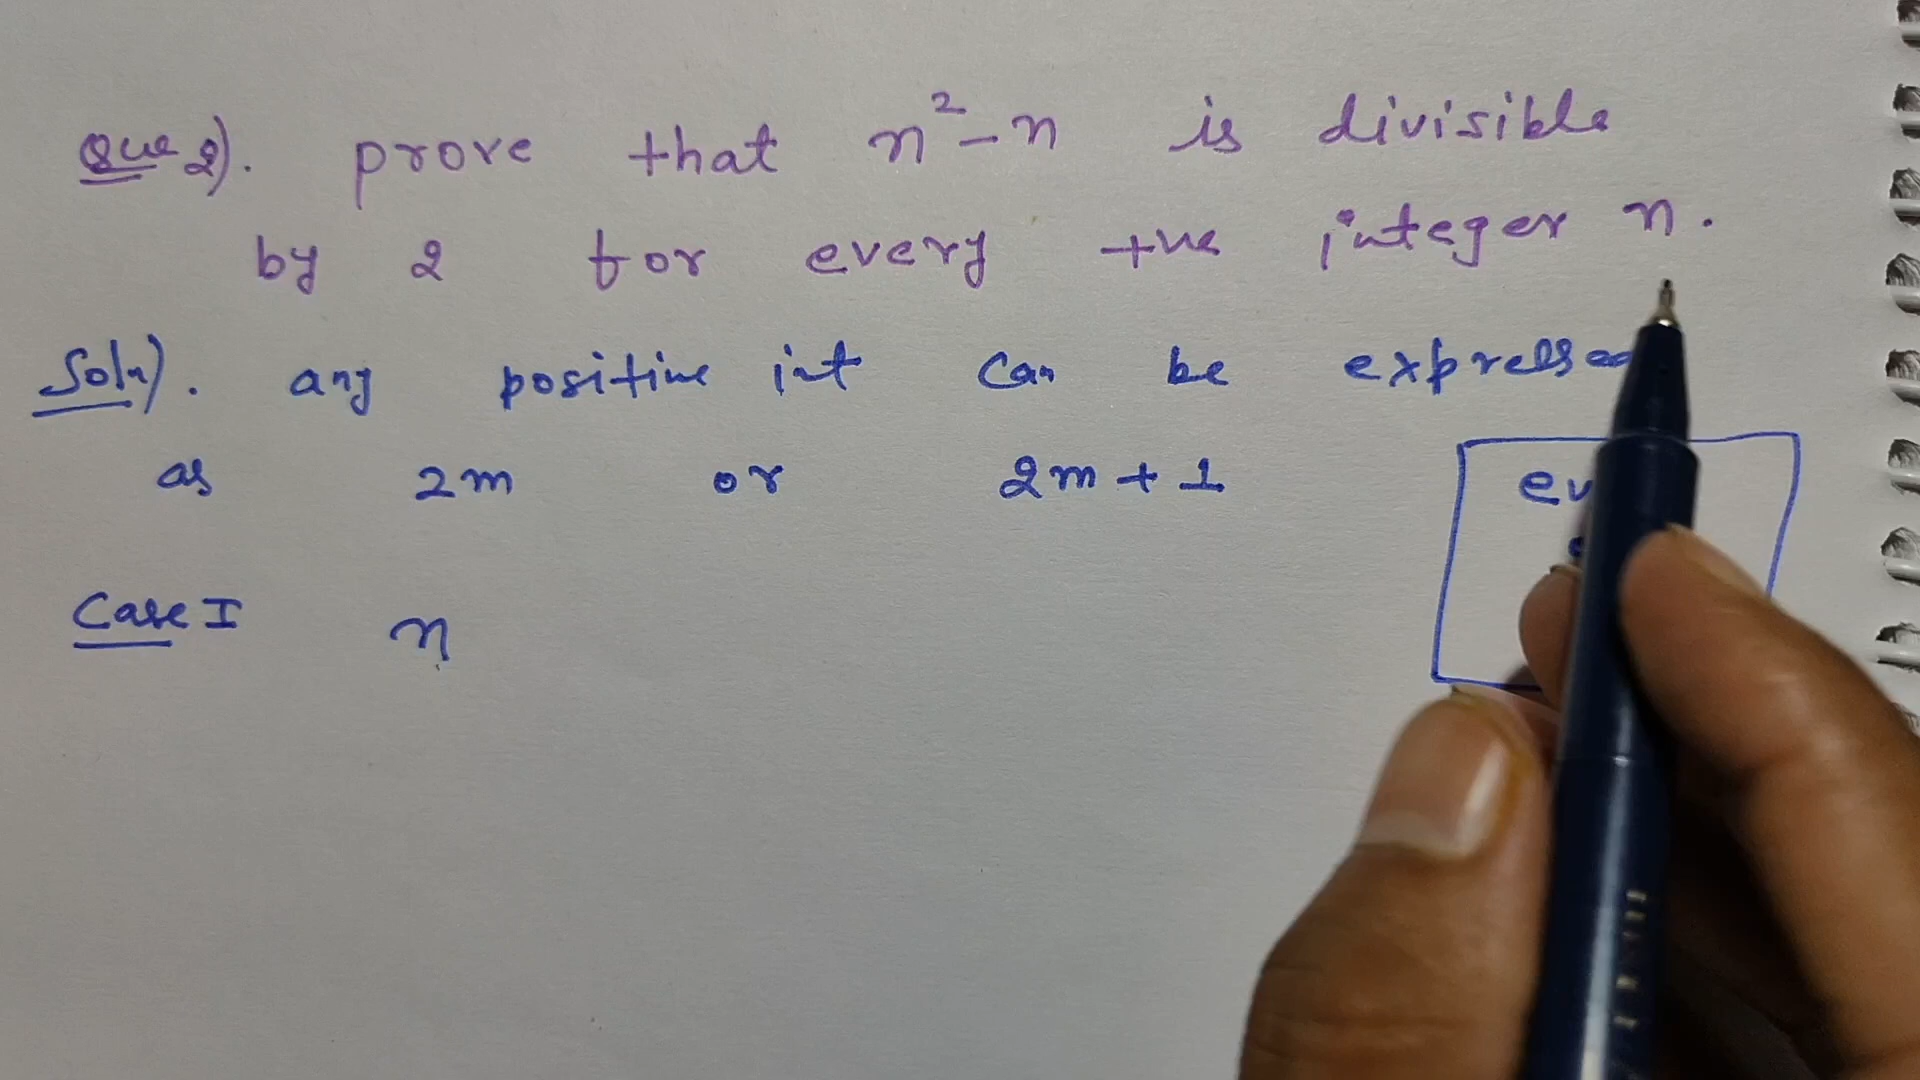 Que 2). prove that n² - n is divisible
by 2 for every +ve integer n.
Soln). any positive int can be expressed
as 2m or 2m + 1
Case I n